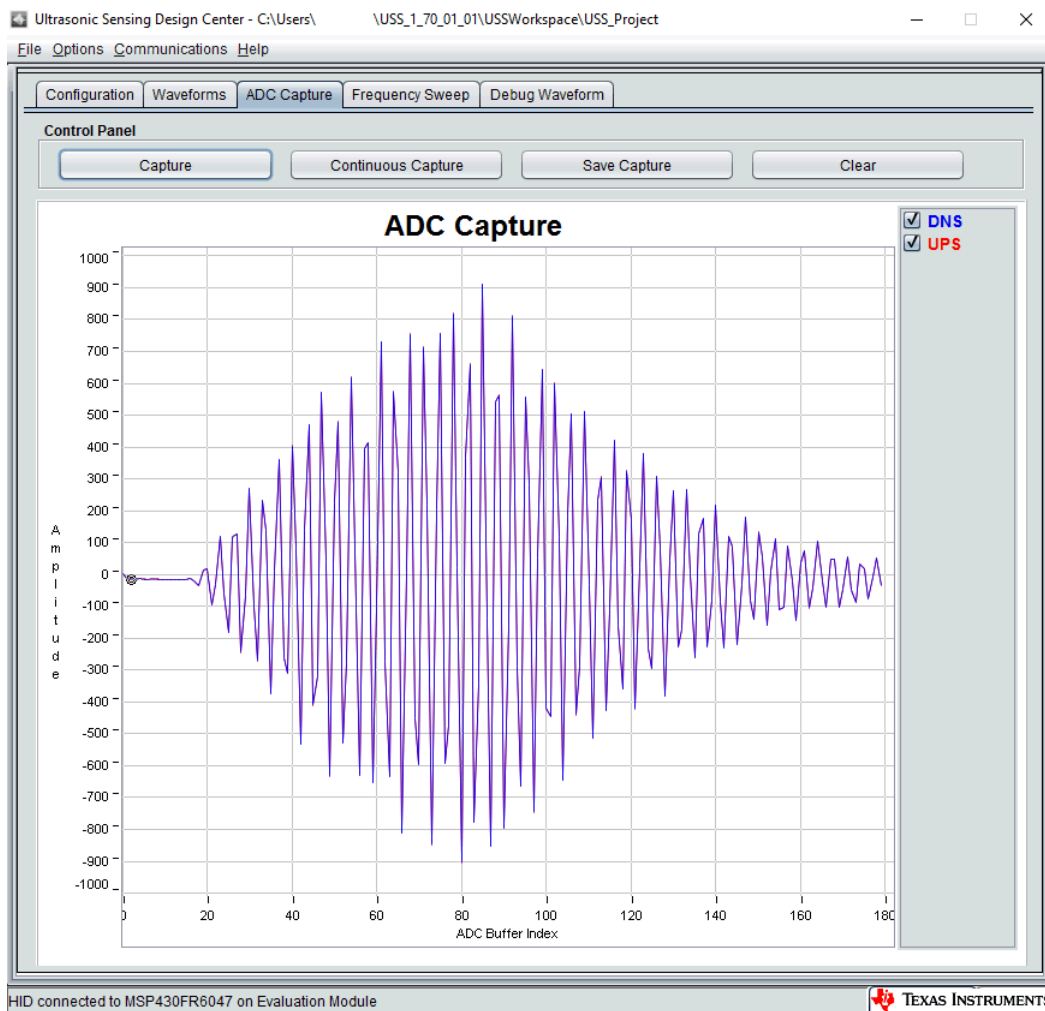 Ultrasonic Sensing Design Center - C:\Users\ \USS_1_70_01_01\USSWorkspace\USS_Project
File Options Communications Help
Configuration Waveforms ADC Capture Frequency Sweep Debug Waveform
Control Panel
Capture Continuous Capture Save Capture Clear
ADC Capture
DNS
UPS
1000
900
800
700
600
500
400
300
200
100
0
-100
-200
-300
-400
-500
-600
-700
-800
-900
-1000
Amplitude
0 20 40 60 80 100 120 140 160 180
ADC Buffer Index
HID connected to MSP430FR6047 on Evaluation Module
TEXAS INSTRUMENTS